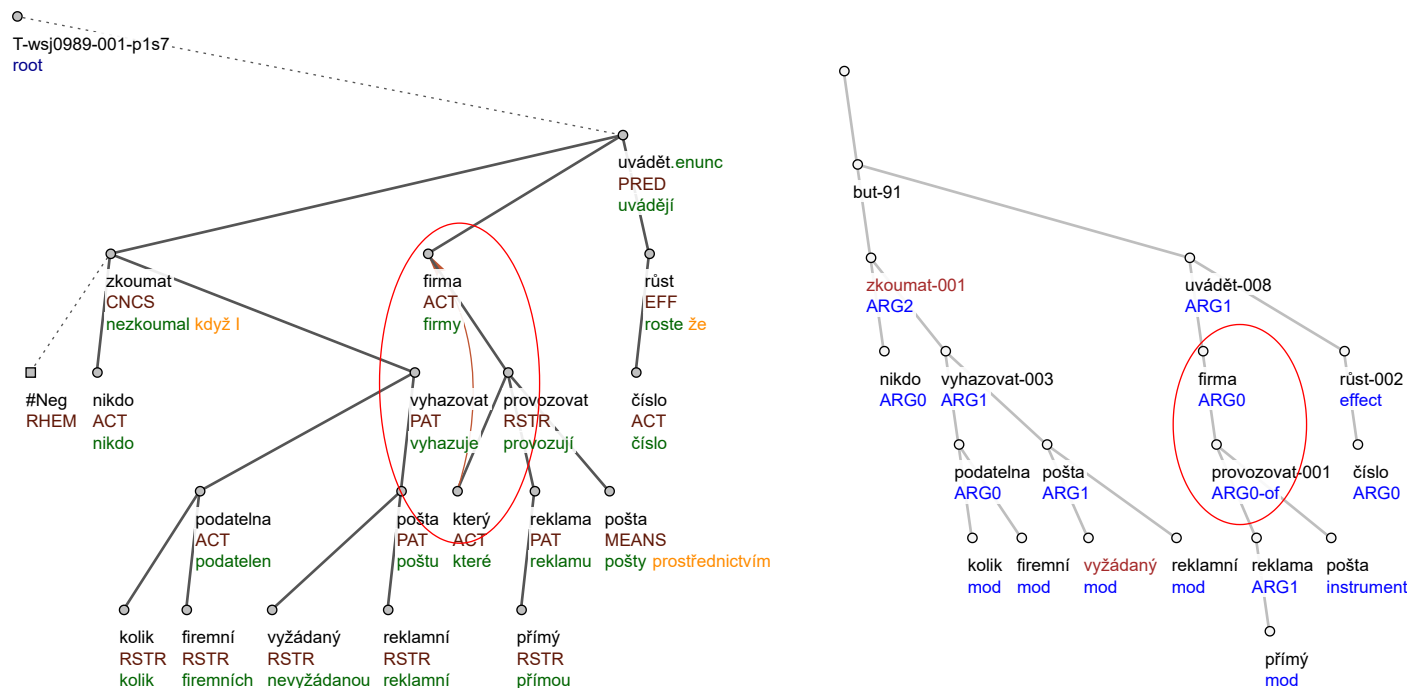 T-wsj0989-001-p1s7
root
uvádět.enunc
PRED
uvádějí
zkoumat
CNCS
nezkoumal když I
firma
ACT
firmy
růst
EFF
roste že
#Neg
RHEM
nikdo
ACT
nikdo
vyhazovat
PAT
vyhazuje
provozovat
RSTR
provozují
číslo
ACT
číslo
podatelna
ACT
podatelen
pošta
PAT
poštu
který
ACT
které
reklama
PAT
reklamu
pošta
MEANS
pošty prostřednictvím
kolik
RSTR
kolik
firemní
RSTR
firemních
vyžádaný
RSTR
nevyžádanou
reklamní
RSTR
reklamní
přímý
RSTR
přímou
but-91
zkoumat-001
ARG2
uvádět-008
ARG1
nikdo
ARG0
vyhazovat-003
ARG1
firma
ARG0
růst-002
effect
podatelna
ARG0
pošta
ARG1
provozovat-001
ARG0-of
číslo
ARG0
kolik
mod
firemní
mod
vyžádaný
mod
reklamní
mod
reklama
ARG1
pošta
instrument
přímý
mod